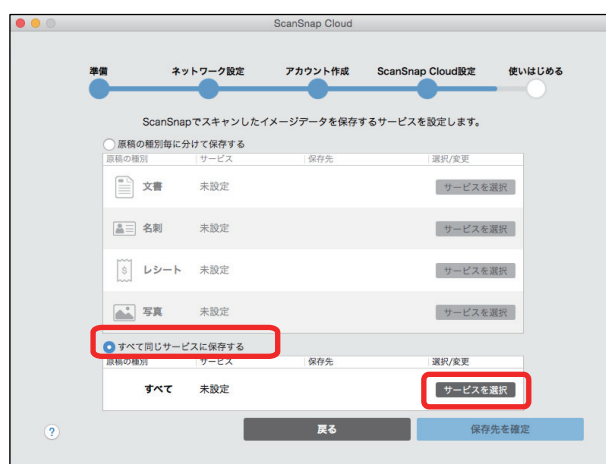 ScanSnap Cloud
準備 ネットワーク設定 アカウント作成 ScanSnap Cloud設定 使いはじめる
ScanSnapでスキャンしたイメージデータを保存するサービスを設定します。
原稿の種別毎に分けて保存する
原稿の種別 サービス 保存先 選択/変更
文書 未設定 サービスを選択
名刺 未設定 サービスを選択
レシート 未設定 サービスを選択
写真 未設定 サービスを選択
すべて同じサービスに保存する
原稿の種別 サービス 保存先 選択/変更
すべて 未設定 サービスを選択
? 戻る 保存先を確定